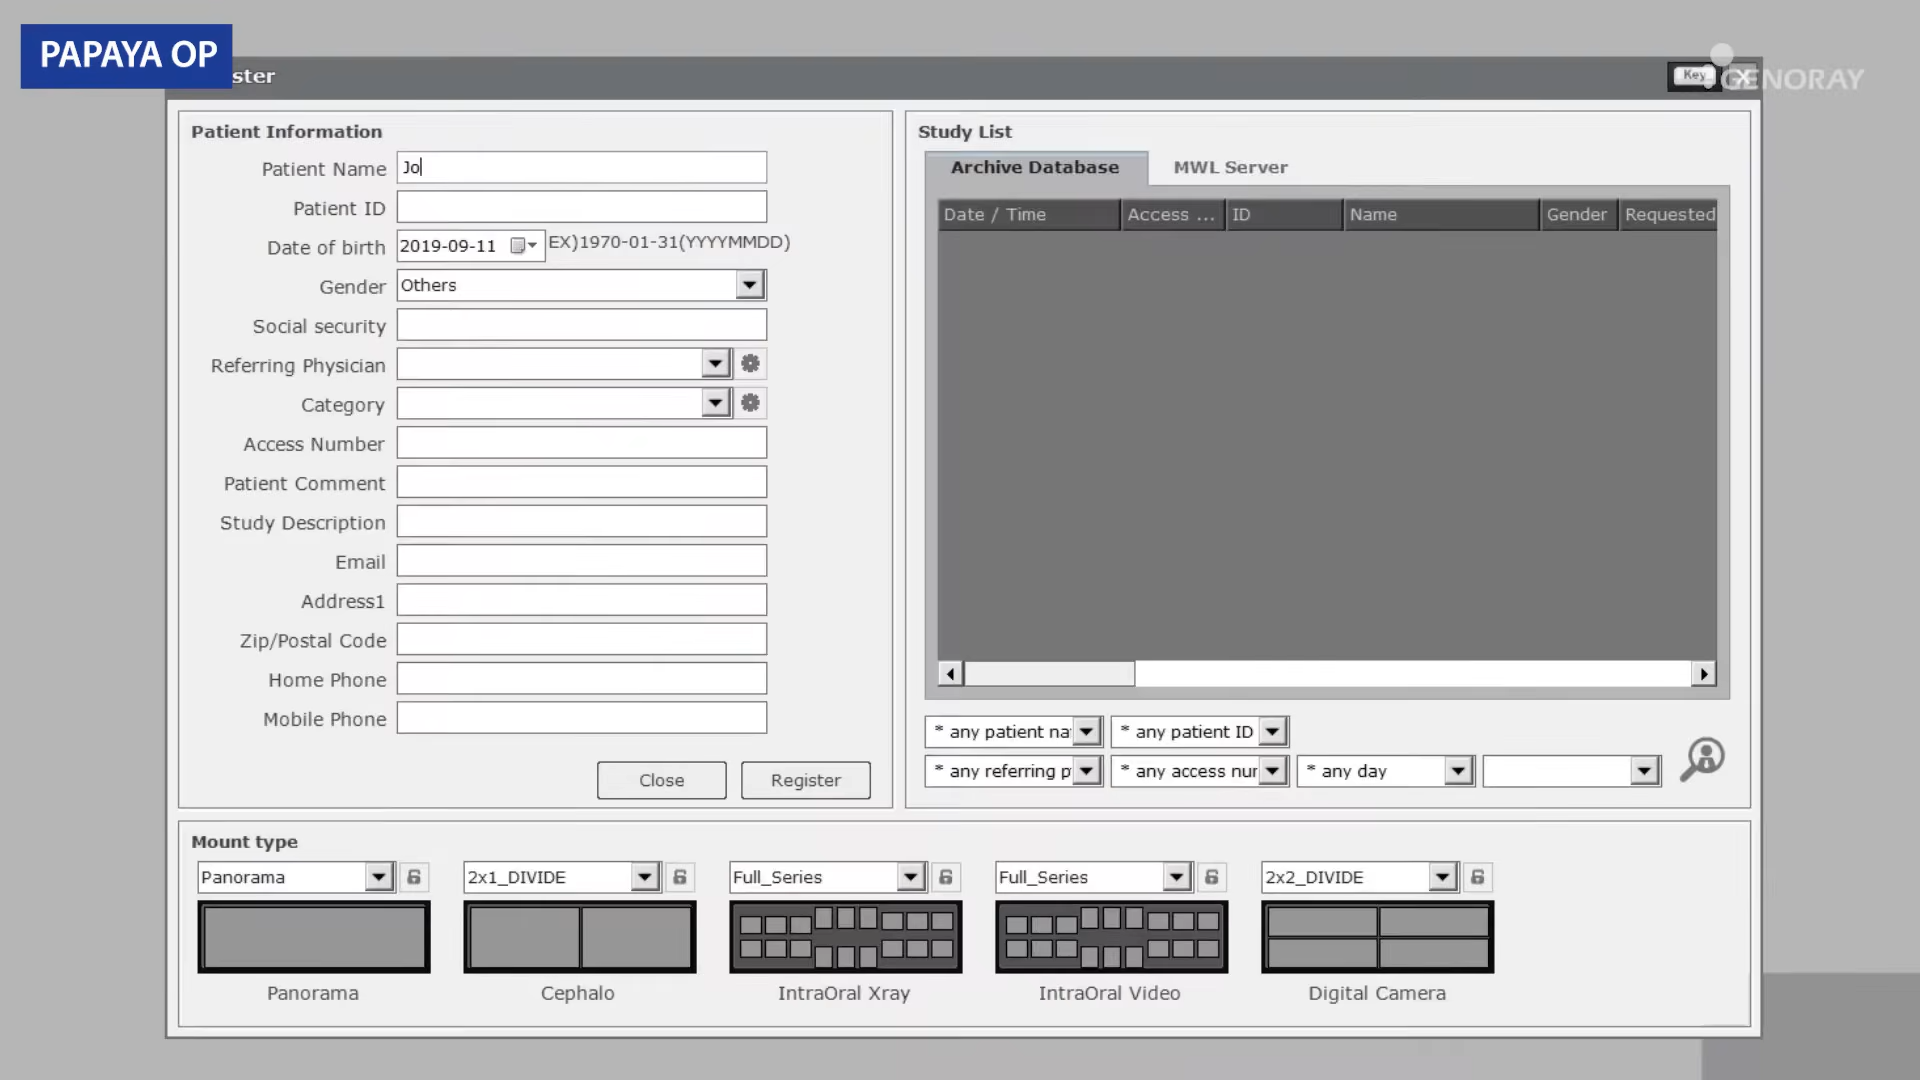 PAPAYA OP
ster
Key
X
GENORAY
Patient Information
Patient Name
Jo
Patient ID
Date of birth
2019-09-11
EX)1970-01-31(YYYYMMDD)
Gender
Others
Social security
Referring Physician
Category
Access Number
Patient Comment
Study Description
Email
Address1
Zip/Postal Code
Home Phone
Mobile Phone
Close
Register
Study List
Archive Database
MWL Server
Date / Time
Access ...
ID
Name
Gender
Requested
* any patient na
* any patient ID
* any referring p
* any access nur
* any day
Mount type
Panorama
2x1_DIVIDE
Full_Series
Full_Series
2x2_DIVIDE
Panorama
Cephalo
IntraOral Xray
IntraOral Video
Digital Camera